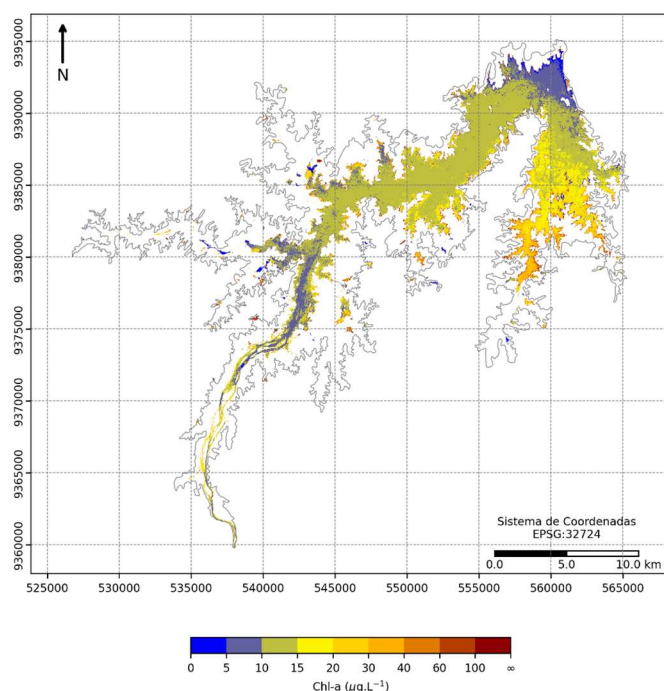 9395000
N
9390000
9385000
9380000
9375000
9370000
9365000
9360000
Sistema de Coordenadas
EPSG:32724
0.0 5.0 10.0 km
525000 530000 535000 540000 545000 550000 555000 560000 565000
0 5 10 15 20 30 40 60 100 ∞
Chl-a (μg.L⁻¹)